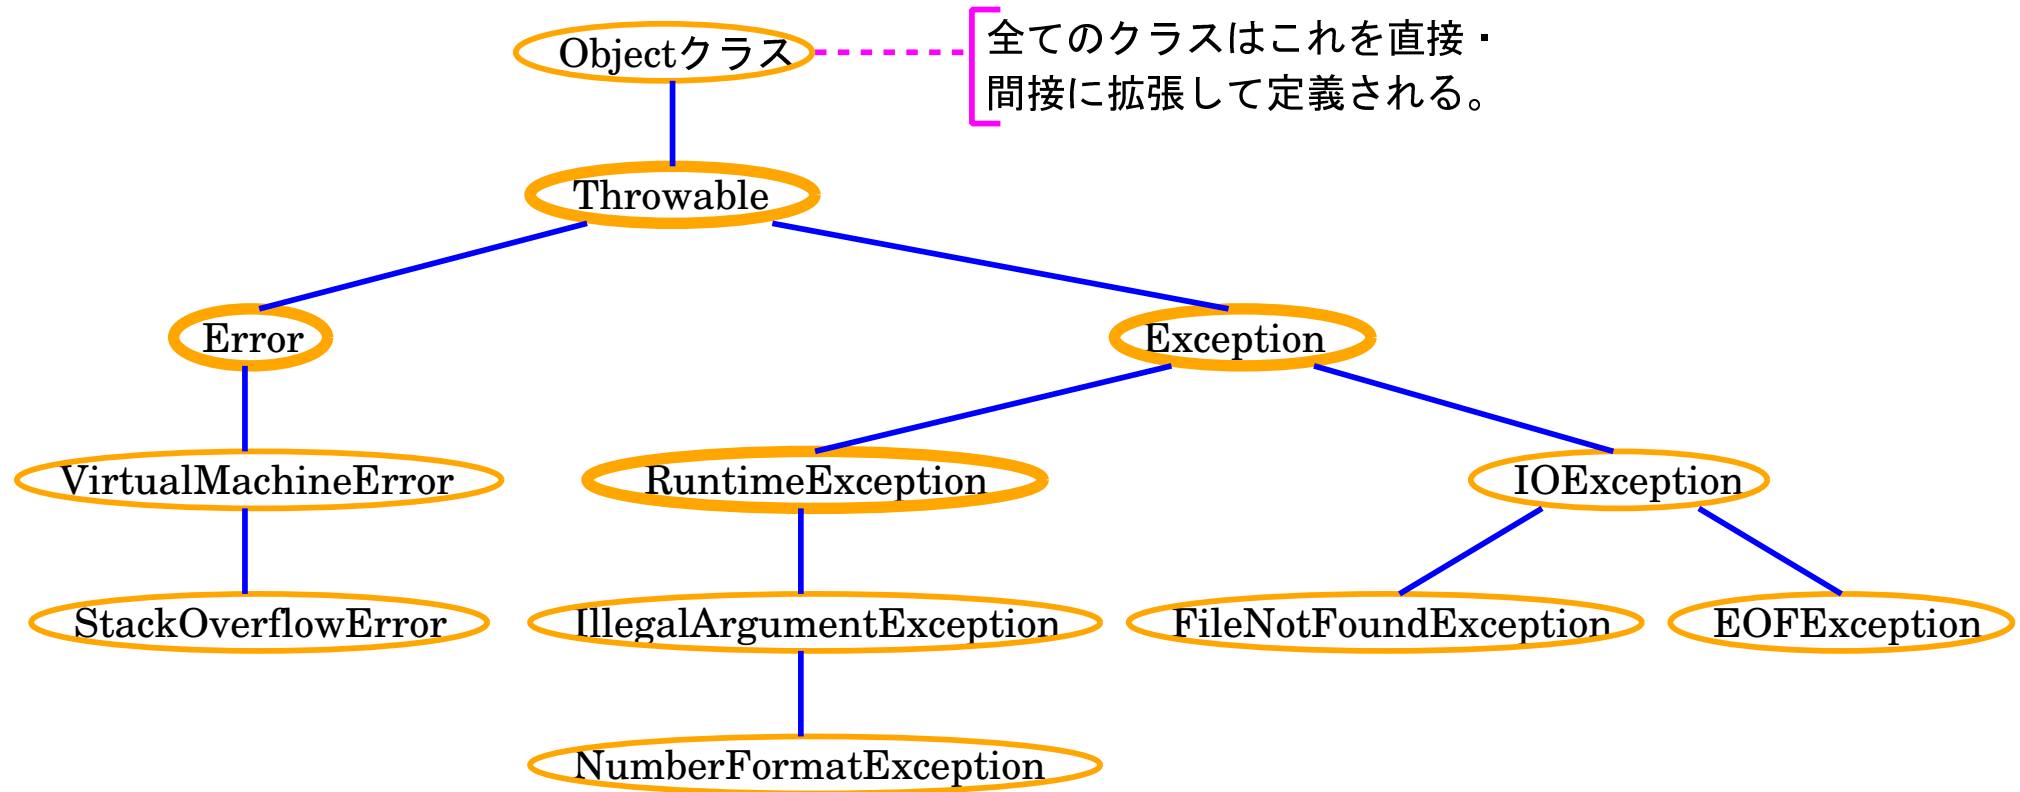 Objectクラス
全てのクラスはこれを直接・
間接に拡張して定義される。
Throwable
Error
Exception
VirtualMachineError
RuntimeException
IOException
StackOverflowError
IllegalArgumentException
FileNotFoundException
EOFException
NumberFormatException